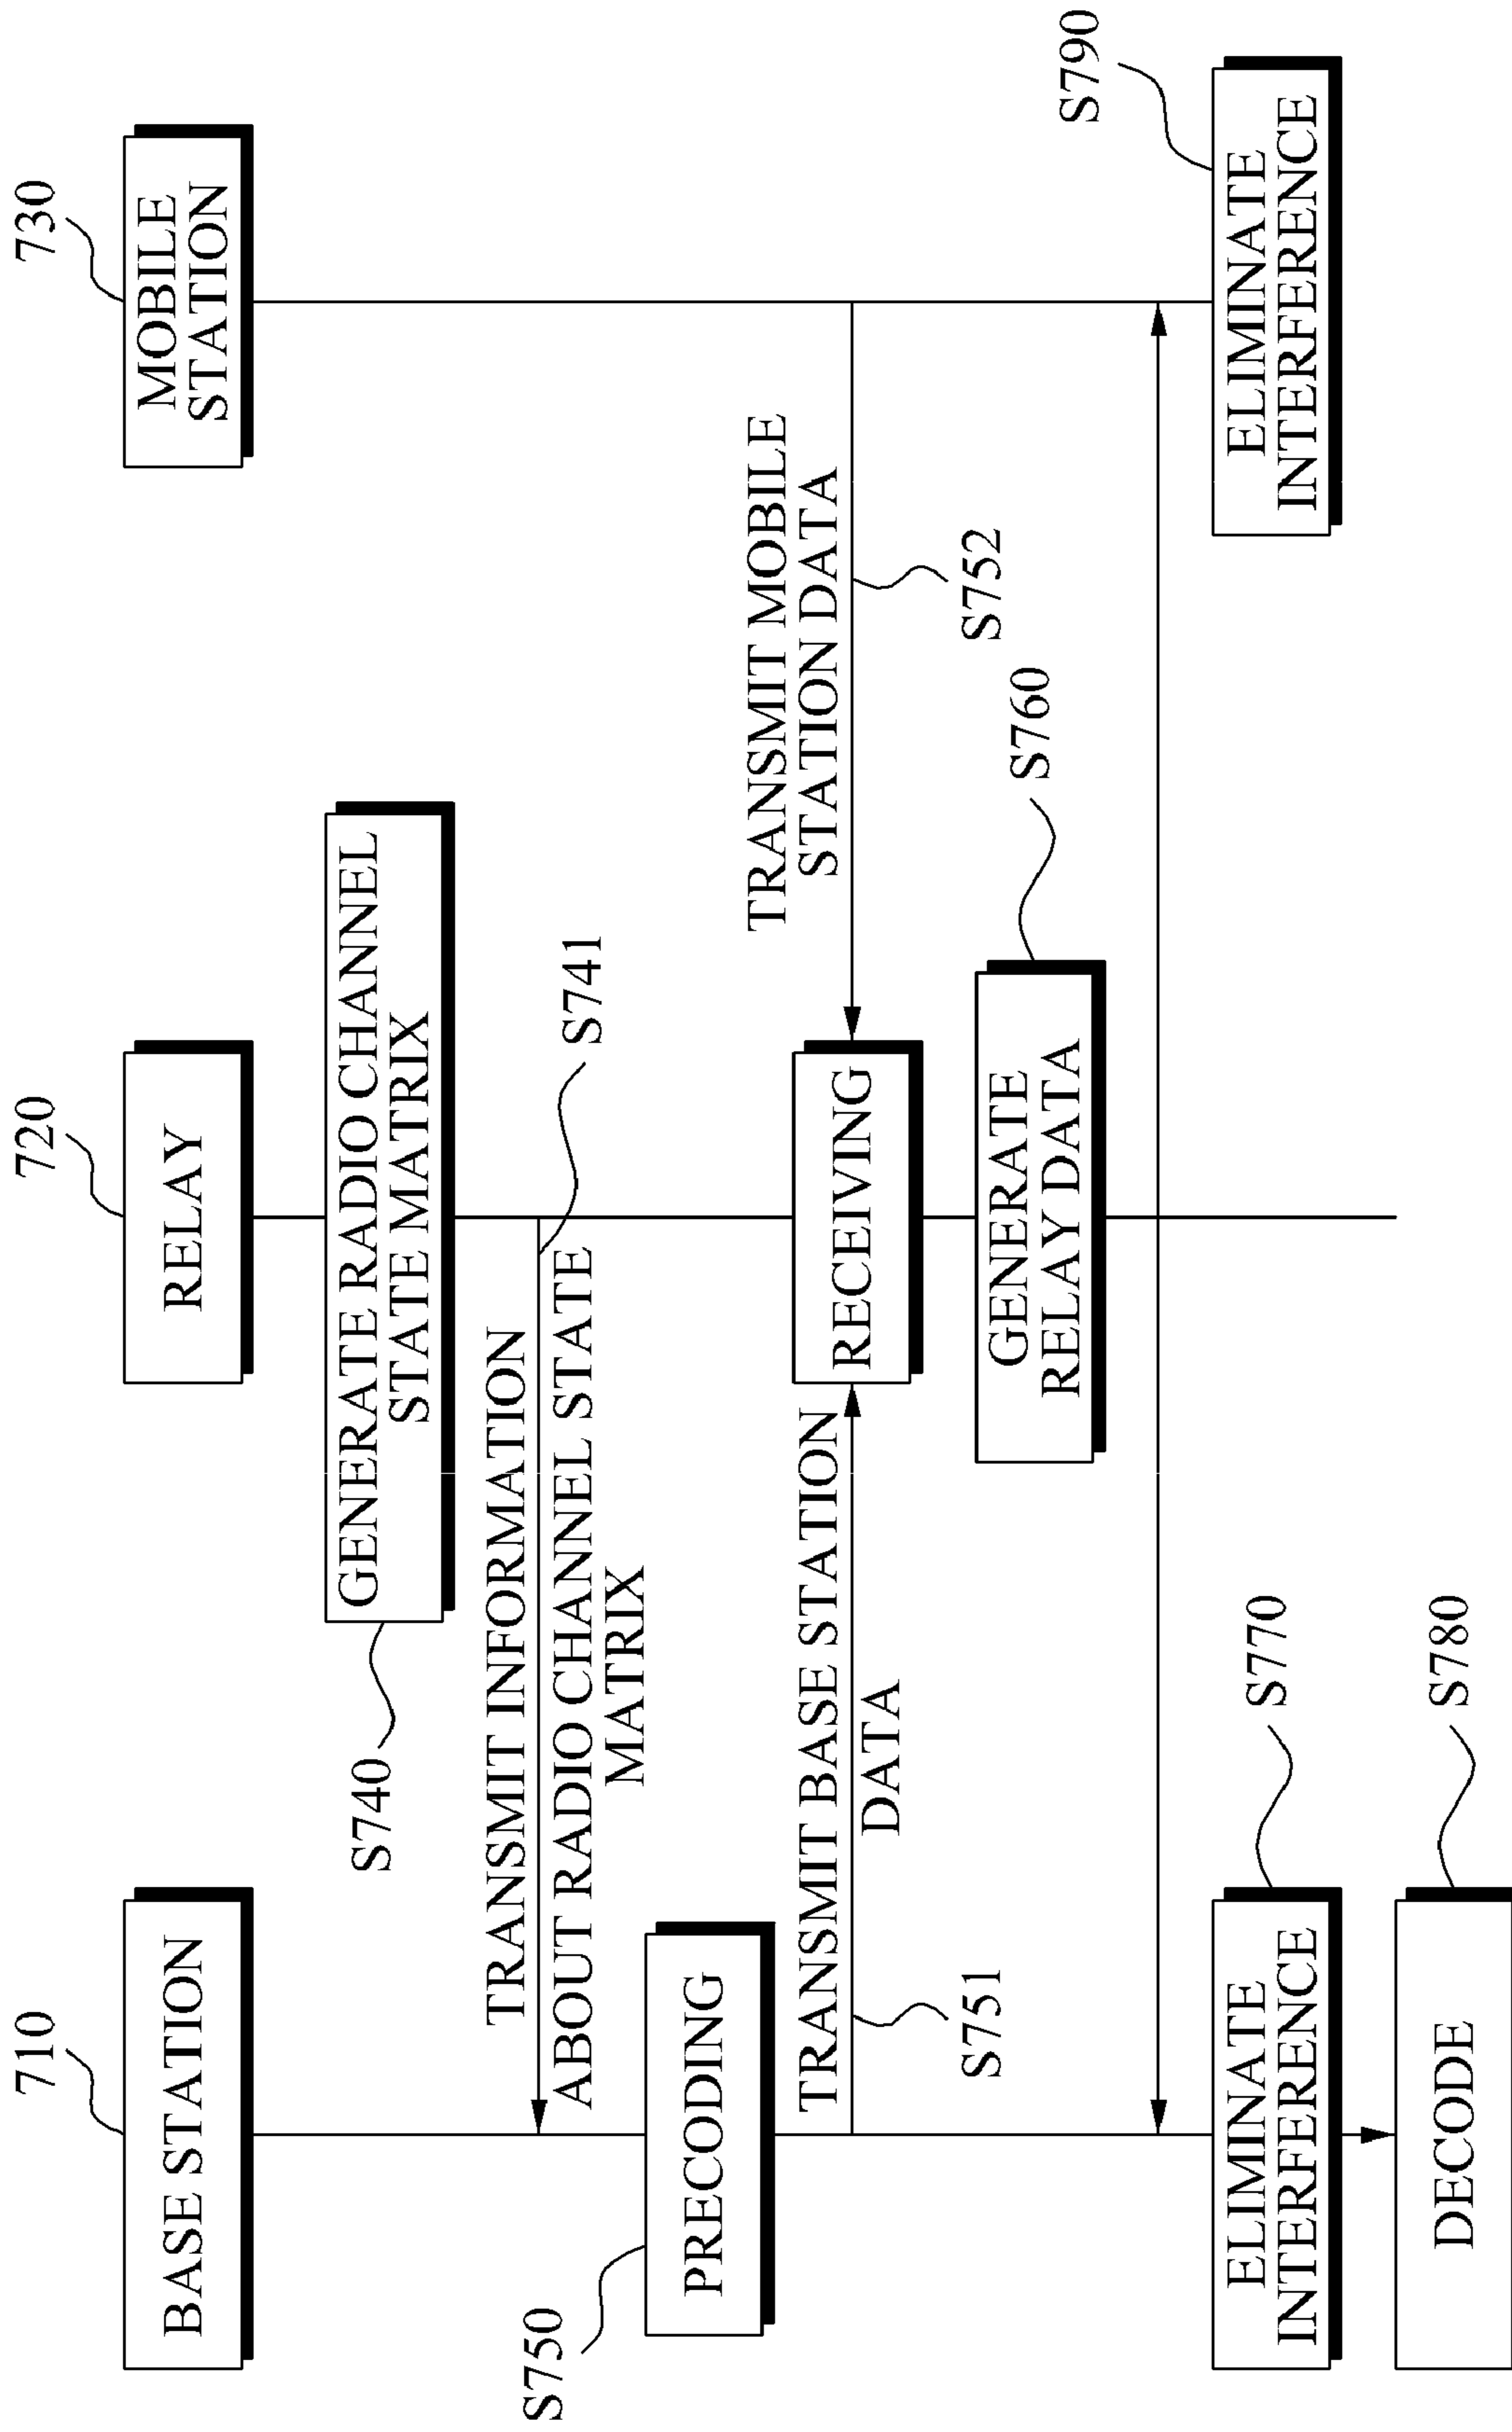 710
720
730
BASE STATION
RELAY
MOBILE
STATION
S740
GENERATE RADIO CHANNEL
STATE MATRIX
TRANSMIT INFORMATION
ABOUT RADIO CHANNEL STATE
MATRIX
S741
S750
PRECODING
TRANSMIT BASE STATION
DATA
S751
RECEIVING
TRANSMIT MOBILE
STATION DATA
S752
GENERATE
RELAY DATA
S760
ELIMINATE
INTERFERENCE
S770
ELIMINATE
INTERFERENCE
S790
DECODE
S780